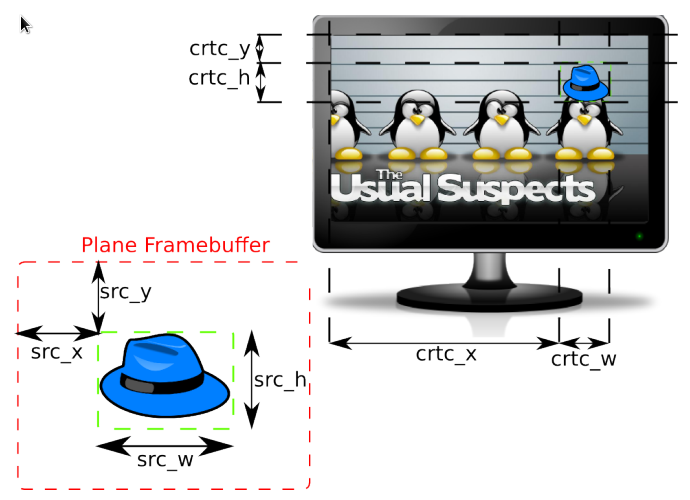 crtc_y
crtc_h
The
Usual Suspects
Plane Framebuffer
src_y
src_x
src_h
src_w
crtc_x
crtc_w